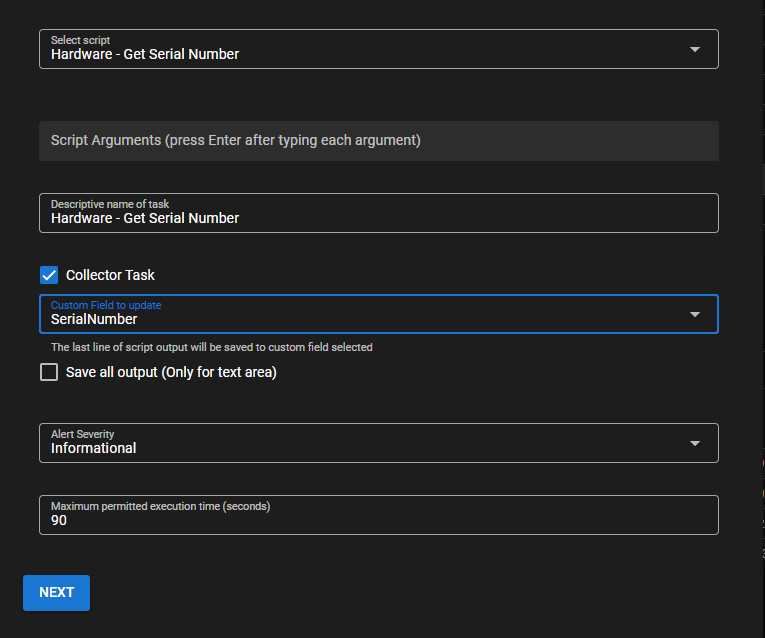 Select script
Hardware - Get Serial Number
Script Arguments (press Enter after typing each argument)
Descriptive name of task
Hardware - Get Serial Number
Collector Task
Custom Field to update
SerialNumber
The last line of script output will be saved to custom field selected
Save all output (Only for text area)
Alert Severity
Informational
Maximum permitted execution time (seconds)
90
NEXT